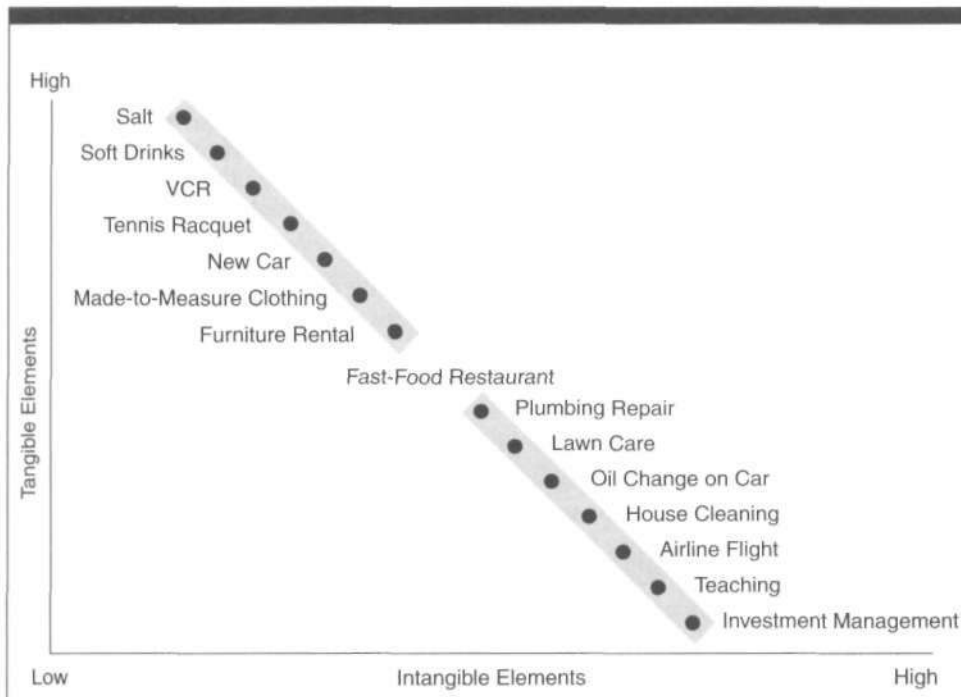 High
Salt
Soft Drinks
VCR
Tennis Racquet
New Car
Made-to-Measure Clothing
Furniture Rental
Fast-Food Restaurant
Plumbing Repair
Lawn Care
Oil Change on Car
House Cleaning
Airline Flight
Teaching
Investment Management
Tangible Elements
Low Intangible Elements High